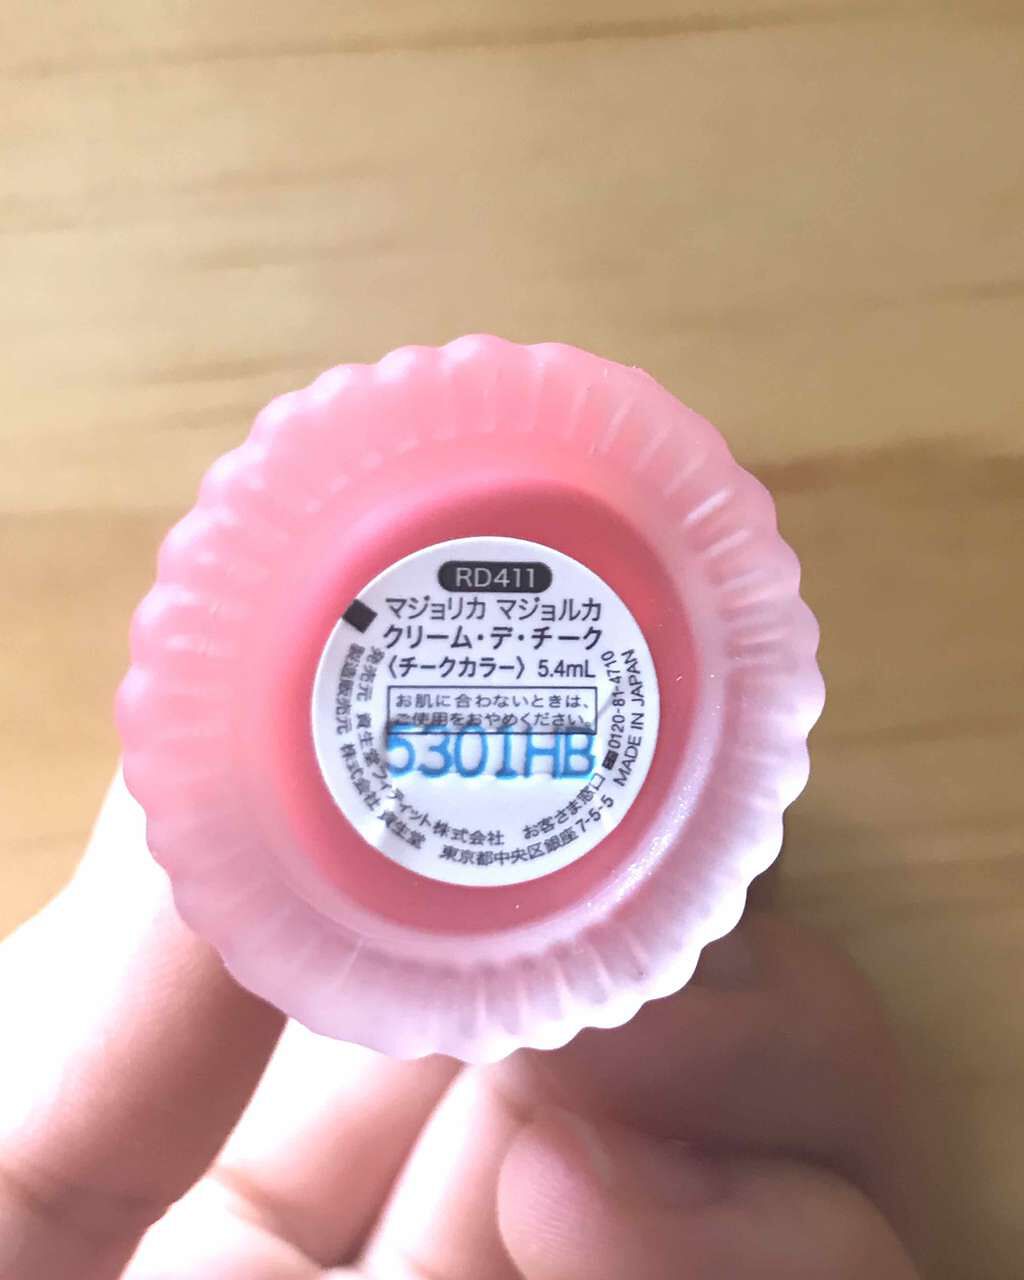 RD411
マジョリカ マジョルカ
クリーム・デ・チーク
〈チークカラー〉 5.4mL
お肌に合わないときは、
ご使用をおやめください。
5301HB
発売元 資生堂フィティット株式会社 お客さま窓口 0120-81-4710
製造販売元 株式会社 資生堂 東京都中央区銀座7-5-5 MADE IN JAPAN